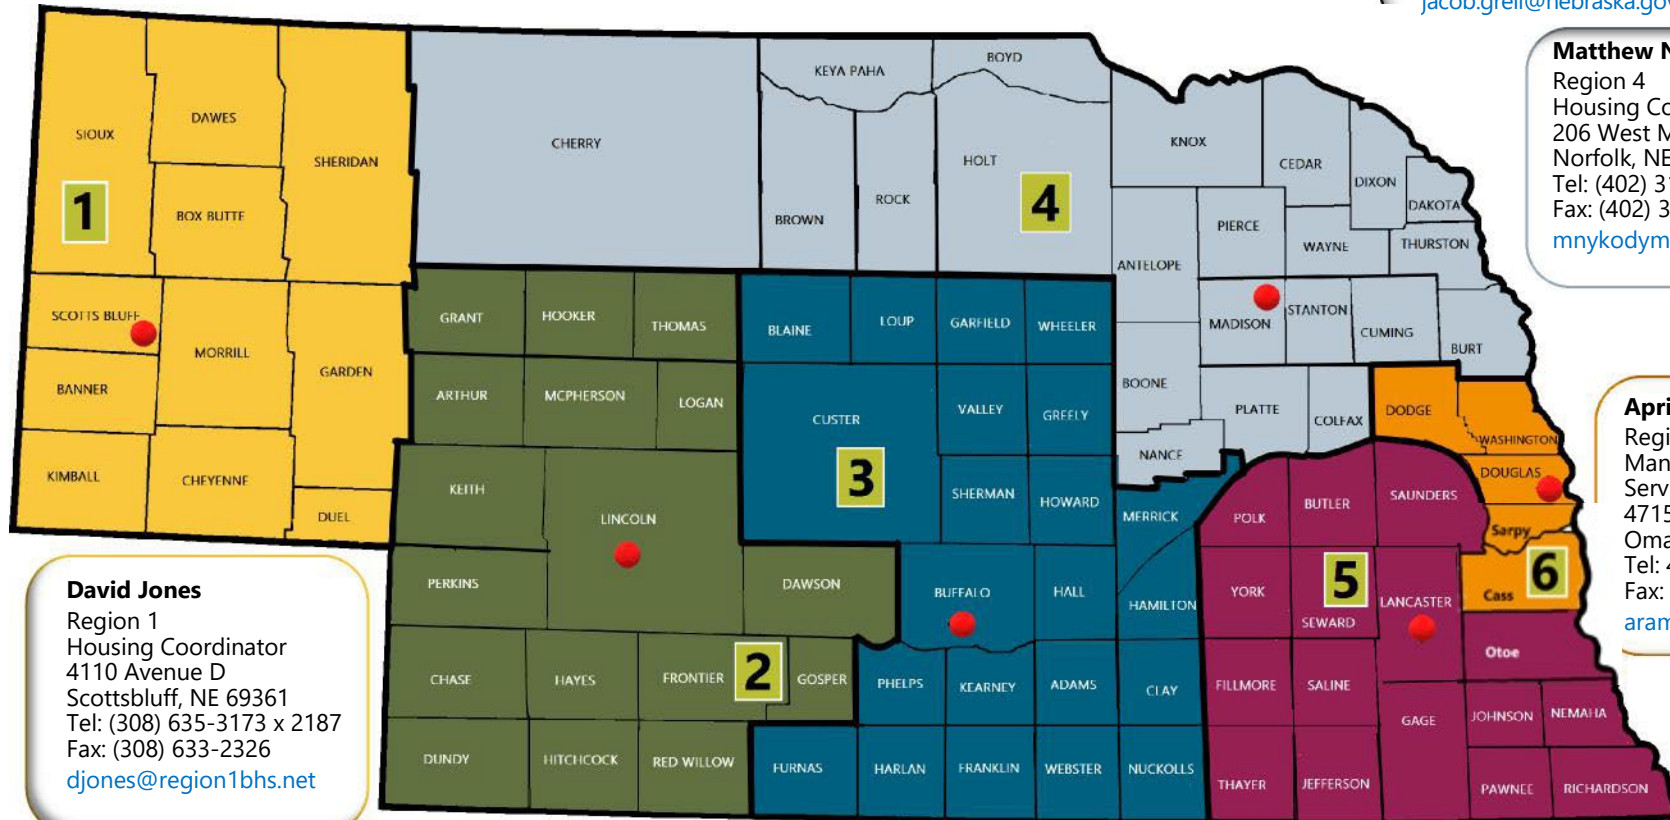 jacob.grell@nebraska.gov
Matthew N
Region 4
Housing Co
206 West M
Norfolk, NE
Tel: (402) 3
Fax: (402) 3
mnykodym
Apri
Regi
Man
Serv
4715
Oma
Tel: 4
Fax:
aram
David Jones
Region 1
Housing Coordinator
4110 Avenue D
Scottsbluff, NE 69361
Tel: (308) 635-3173 x 2187
Fax: (308) 633-2326
djones@region1bhs.net
SIOUX
DAWES
SHERIDAN
1
BOX BUTTE
SCOTTS BLUFF
MORRILL
GARDEN
BANNER
KIMBALL
CHEYENNE
DUEL
CHERRY
KEYA PAHA
BOYD
BROWN
ROCK
HOLT
4
KNOX
CEDAR
DIXON
DAKOTA
PIERCE
WAYNE
THURSTON
ANTELOPE
MADISON
STANTON
CUMING
BURT
BOONE
PLATTE
COLFAX
NANCE
GRANT
HOOKER
THOMAS
ARTHUR
MCPHERSON
LOGAN
KEITH
LINCOLN
PERKINS
DAWSON
CHASE
HAYES
FRONTIER
2
GOSPER
DUNDY
HITCHCOCK
RED WILLOW
BLAINE
LOUP
GARFIELD
WHEELER
CUSTER
VALLEY
GREELY
3
SHERMAN
HOWARD
MERRICK
BUFFALO
HALL
HAMILTON
PHELPS
KEARNEY
ADAMS
CLAY
FURNAS
HARLAN
FRANKLIN
WEBSTER
NUCKOLLS
POLK
BUTLER
SAUNDERS
YORK
SEWARD
5
LANCASTER
FILLMORE
SALINE
GAGE
Otoe
JOHNSON
NEMAHA
THAYER
JEFFERSON
PAWNEE
RICHARDSON
DODGE
WASHINGTON
DOUGLAS
Sarpy
Cass
6